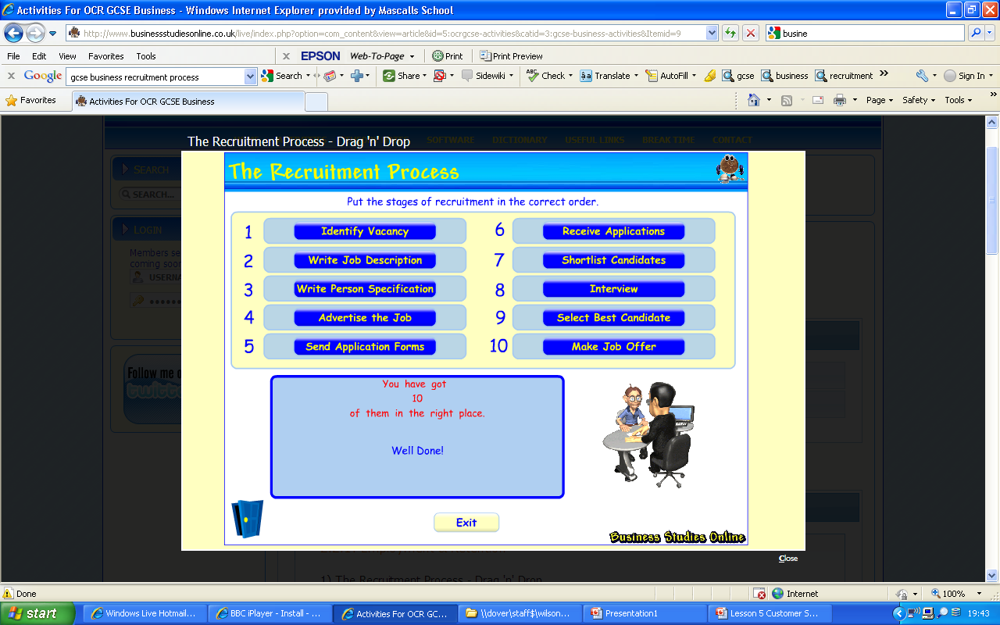 Activities For OCR GCSE Business - Windows Internet Explorer provided by Mascalls School
http://www.businessstudiesonline.co.uk/live/index.php?option=com_content&view=article&id=5:ocrgcse-activities&catid=3:gcse-business-activities&Itemid=9 busine
File Edit View Favorites Tools x EPSON Web-To-Page Print Print Preview
x Google gcse business recruitment process Search Share Sidewiki ABC Check Translate AutoFill gcse business recruitment Sign In
Favorites Activities For OCR GCSE Business Page Safety Tools
The Recruitment Process - Drag 'n' Drop SOFTWARE DICTIONARY USEFUL LINKS BREAK TIME CONTACT
SEARCH
SEARCH...
LOGIN
Members se
coming soon
USERNA
Follow me o
twitt
The Recruitment Process
Put the stages of recruitment in the correct order.
1 Identify Vacancy 6 Receive Applications
2 Write Job Description 7 Shortlist Candidates
3 Write Person Specification 8 Interview
4 Advertise the Job 9 Select Best Candidate
5 Send Application Forms 10 Make Job Offer
You have got
10
of them in the right place.
Well Done!
Exit
Business Studies Online
Close
1) The Recruitment Process - Drag 'n' Drop
Done Internet 100%
start Windows Live Hotmail... BBC iPlayer - Install - ... Activities For OCR GC... \\dover\staff$\wilson... Presentation1 Lesson 5 Customer S... 19:43